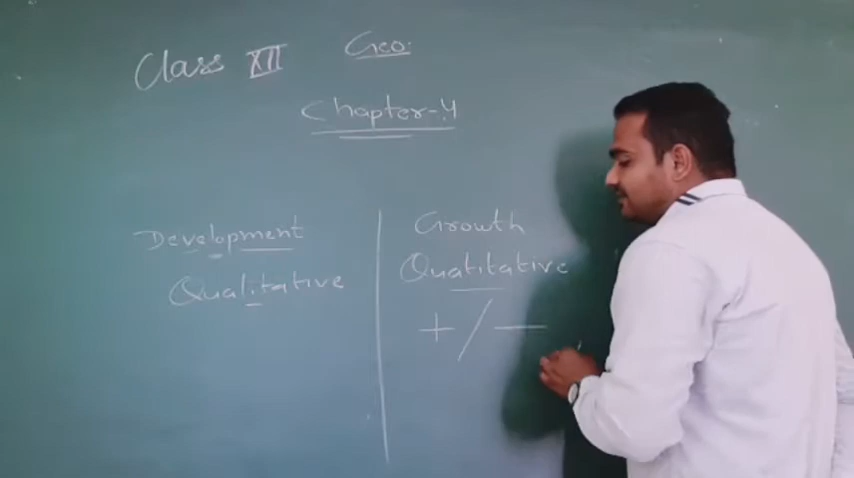 Class XII Geo.
Chapter-4
Development
Qualitative
Growth
Quatitative
+/—